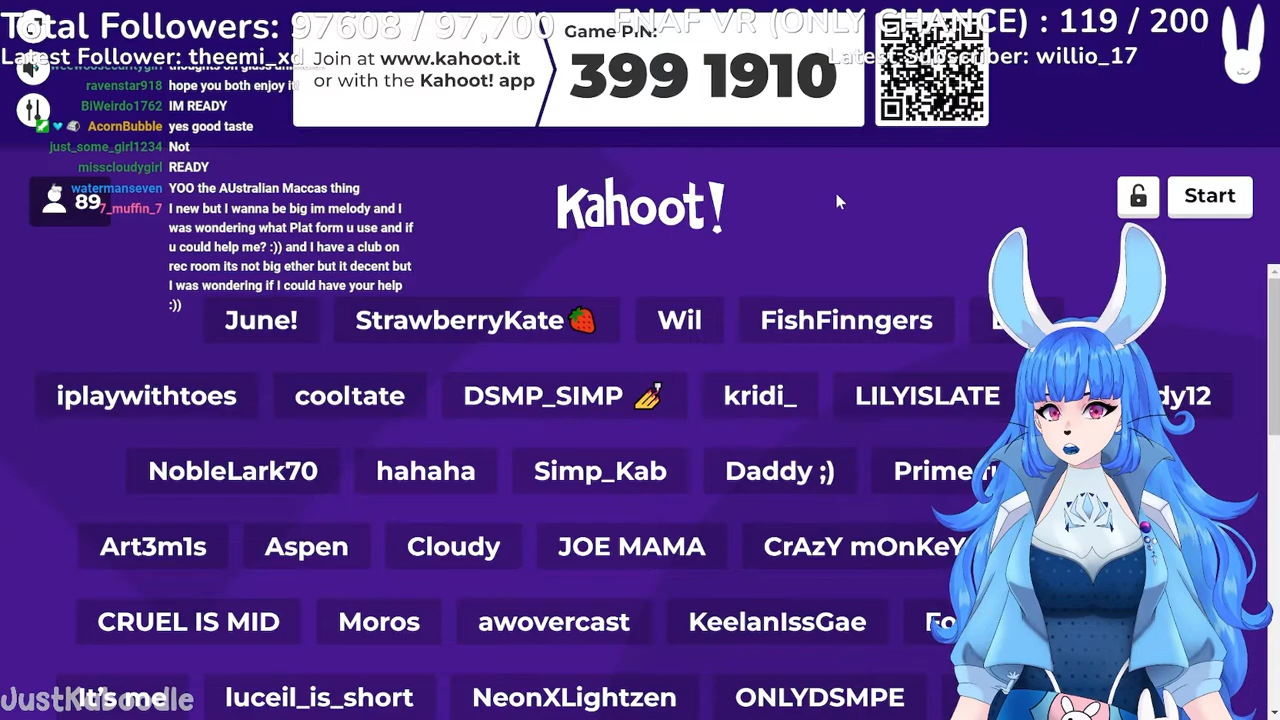 Total Followers: 97608 / 97,700
FNAF VR (ONLY CHANCE) : 119 / 200
Latest Follower: theemi_xd
Latest Subscriber: willio_17
Join at www.kahoot.it
or with the Kahoot! app
Game PIN:
399 1910
ravenstar918 hope you both enjoy it
BiWeirdo1762 IM READY
AcornBubble yes good taste
just_some_girl1234 Not
misscloudygirl READY
watermanseven YOO the AUstralian Maccas thing
7_muffin_7 I new but I wanna be big im melody and I
was wondering what Plat form u use and if
u could help me? :)) and I have a club on
rec room its not big ether but it decent but
I was wondering if I could have your help
:))
89
Kahoot!
Start
June! StrawberryKate🍓 Wil FishFinngers
iplaywithtoes cooltate DSMP_SIMP 💅 kridi_ LILYISLATE dy12
NobleLark70 hahaha Simp_Kab Daddy ;)
Art3m1s Aspen Cloudy JOE MAMA CrAzY mOnKeY
CRUEL IS MID Moros awovercast KeelanIssGae
It's me luceil_is_short NeonXLightzen ONLYDSMPE
JustKaBoodle